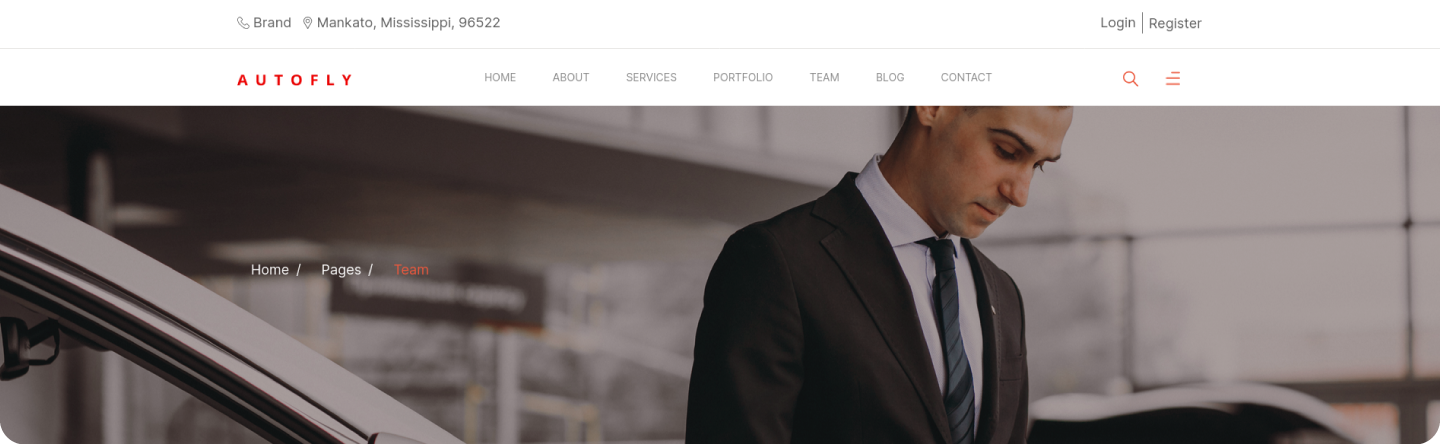 Brand Mankato, Mississippi, 96522 Login Register
AUTOFLY HOME ABOUT SERVICES PORTFOLIO TEAM BLOG CONTACT
Home / Pages / Team